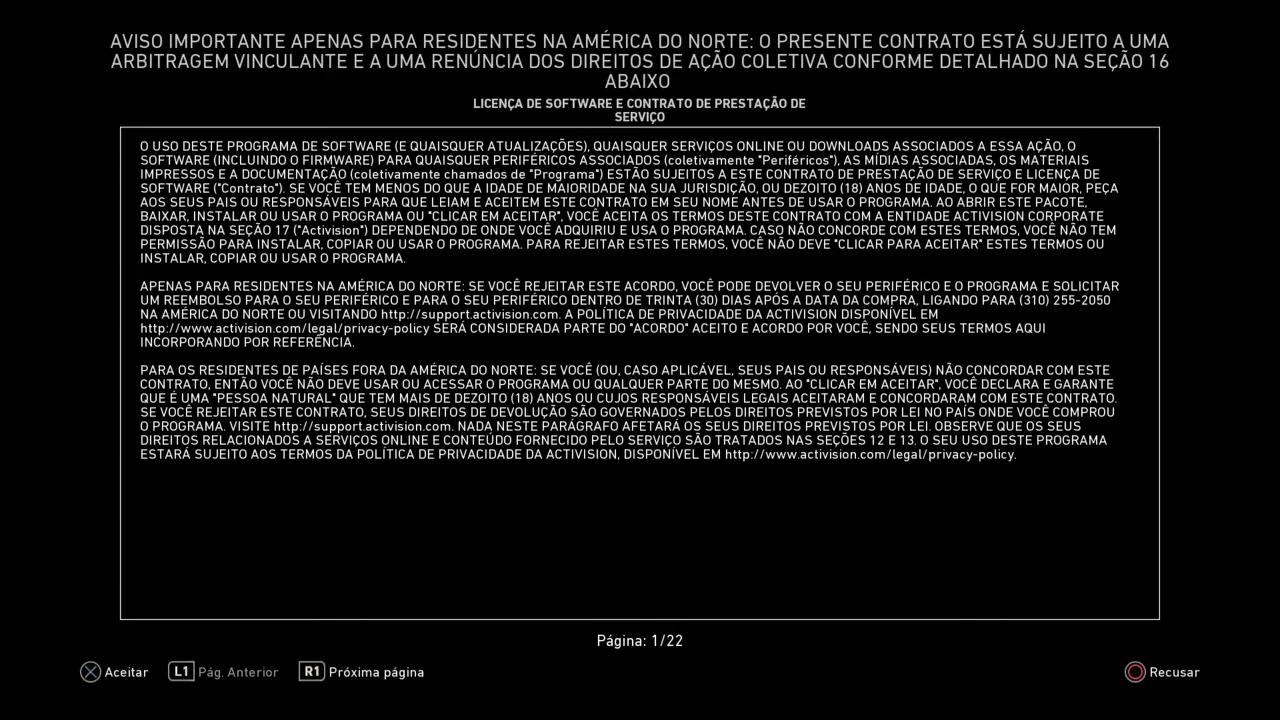 AVISO IMPORTANTE APENAS PARA RESIDENTES NA AMÉRICA DO NORTE: O PRESENTE CONTRATO ESTÁ SUJEITO A UMA
ARBITRAGEM VINCULANTE E A UMA RENÚNCIA DOS DIREITOS DE AÇÃO COLETIVA CONFORME DETALHADO NA SEÇÃO 16
ABAIXO
LICENÇA DE SOFTWARE E CONTRATO DE PRESTAÇÃO DE
SERVIÇO
O USO DESTE PROGRAMA DE SOFTWARE (E QUAISQUER ATUALIZAÇÕES), QUAISQUER SERVIÇOS ONLINE OU DOWNLOADS ASSOCIADOS A ESSA AÇÃO, O
SOFTWARE (INCLUINDO O FIRMWARE) PARA QUAISQUER PERIFÉRICOS ASSOCIADOS (coletivamente "Periféricos"), AS MÍDIAS ASSOCIADAS, OS MATERIAIS
IMPRESSOS E A DOCUMENTAÇÃO (coletivamente chamados de "Programa") ESTÃO SUJEITOS A ESTE CONTRATO DE PRESTAÇÃO DE SERVIÇO E LICENÇA DE
SOFTWARE ("Contrato"). SE VOCÊ TEM MENOS DO QUE A IDADE DE MAIORIDADE NA SUA JURISDIÇÃO, OU DEZOITO (18) ANOS DE IDADE, O QUE FOR MAIOR, PEÇA
AOS SEUS PAIS OU RESPONSÁVEIS PARA QUE LEIAM E ACEITEM ESTE CONTRATO EM SEU NOME ANTES DE USAR O PROGRAMA. AO ABRIR ESTE PACOTE,
BAIXAR, INSTALAR OU USAR O PROGRAMA OU "CLICAR EM ACEITAR", VOCÊ ACEITA OS TERMOS DESTE CONTRATO COM A ENTIDADE ACTIVISION CORPORATE
DISPOSTA NA SEÇÃO 17 ("Activision") DEPENDENDO DE ONDE VOCÊ ADQUIRIU E USA O PROGRAMA. CASO NÃO CONCORDE COM ESTES TERMOS, VOCÊ NÃO TEM
PERMISSÃO PARA INSTALAR, COPIAR OU USAR O PROGRAMA. PARA REJEITAR ESTES TERMOS, VOCÊ NÃO DEVE "CLICAR PARA ACEITAR" ESTES TERMOS OU
INSTALAR, COPIAR OU USAR O PROGRAMA.
APENAS PARA RESIDENTES NA AMÉRICA DO NORTE: SE VOCÊ REJEITAR ESTE ACORDO, VOCÊ PODE DEVOLVER O SEU PERIFÉRICO E O PROGRAMA E SOLICITAR
UM REEMBOLSO PARA O SEU PERIFÉRICO E PARA O SEU PERIFÉRICO DENTRO DE TRINTA (30) DIAS APÓS A DATA DA COMPRA, LIGANDO PARA (310) 255-2050
NA AMÉRICA DO NORTE OU VISITANDO http://support.activision.com. A POLÍTICA DE PRIVACIDADE DA ACTIVISION DISPONÍVEL EM
http://www.activision.com/legal/privacy-policy SERÁ CONSIDERADA PARTE DO "ACORDO" ACEITO E ACORDO POR VOCÊ, SENDO SEUS TERMOS AQUI
INCORPORANDO POR REFERÊNCIA.
PARA OS RESIDENTES DE PAÍSES FORA DA AMÉRICA DO NORTE: SE VOCÊ (OU, CASO APLICÁVEL, SEUS PAIS OU RESPONSÁVEIS) NÃO CONCORDAR COM ESTE
CONTRATO, ENTÃO VOCÊ NÃO DEVE USAR OU ACESSAR O PROGRAMA OU QUALQUER PARTE DO MESMO. AO "CLICAR EM ACEITAR", VOCÊ DECLARA E GARANTE
QUE É UMA "PESSOA NATURAL" QUE TEM MAIS DE DEZOITO (18) ANOS OU CUJOS RESPONSÁVEIS LEGAIS ACEITARAM E CONCORDARAM COM ESTE CONTRATO.
SE VOCÊ REJEITAR ESTE CONTRATO, SEUS DIREITOS DE DEVOLUÇÃO SÃO GOVERNADOS PELOS DIREITOS PREVISTOS POR LEI NO PAÍS ONDE VOCÊ COMPROU
O PROGRAMA. VISITE http://support.activision.com. NADA NESTE PARÁGRAFO AFETARÁ OS SEUS DIREITOS PREVISTOS POR LEI. OBSERVE QUE OS SEUS
DIREITOS RELACIONADOS A SERVIÇOS ONLINE E CONTEÚDO FORNECIDO PELO SERVIÇO SÃO TRATADOS NAS SEÇÕES 12 E 13. O SEU USO DESTE PROGRAMA
ESTARÁ SUJEITO AOS TERMOS DA POLÍTICA DE PRIVACIDADE DA ACTIVISION, DISPONÍVEL EM http://www.activision.com/legal/privacy-policy.
Página: 1/22
Aceitar L1 Pág. Anterior R1 Próxima página Recusar